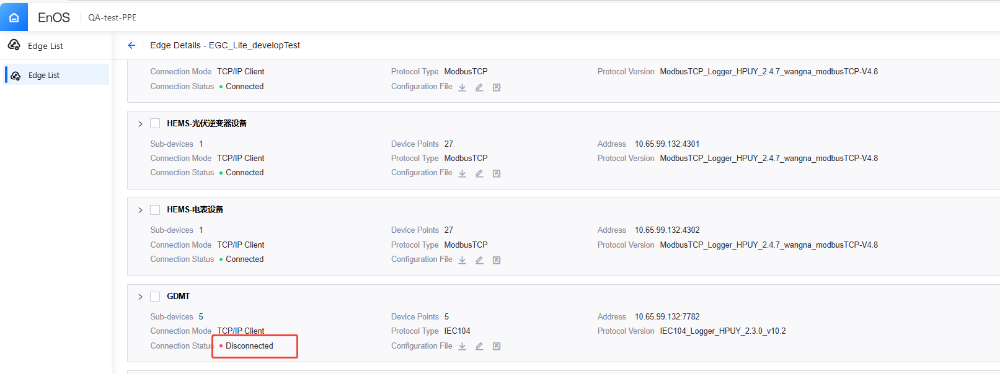 EnOS QA-test-PPE
Edge List
Edge List
Edge Details - EGC_Lite_developTest
Connection Mode TCP/IP Client Protocol Type ModbusTCP Protocol Version ModbusTCP_Logger_HPUY_2.4.7_wangna_modbusTCP-V4.8
Connection Status Connected Configuration File
HEMS-光伏逆变器设备
Sub-devices 1 Device Points 27 Address 10.65.99.132:4301
Connection Mode TCP/IP Client Protocol Type ModbusTCP Protocol Version ModbusTCP_Logger_HPUY_2.4.7_wangna_modbusTCP-V4.8
Connection Status Connected Configuration File
HEMS-电表设备
Sub-devices 1 Device Points 27 Address 10.65.99.132:4302
Connection Mode TCP/IP Client Protocol Type ModbusTCP Protocol Version ModbusTCP_Logger_HPUY_2.4.7_wangna_modbusTCP-V4.8
Connection Status Connected Configuration File
GDMT
Sub-devices 5 Device Points 5 Address 10.65.99.132:7782
Connection Mode TCP/IP Client Protocol Type IEC104 Protocol Version IEC104_Logger_HPUY_2.3.0_v10.2
Connection Status Disconnected Configuration File